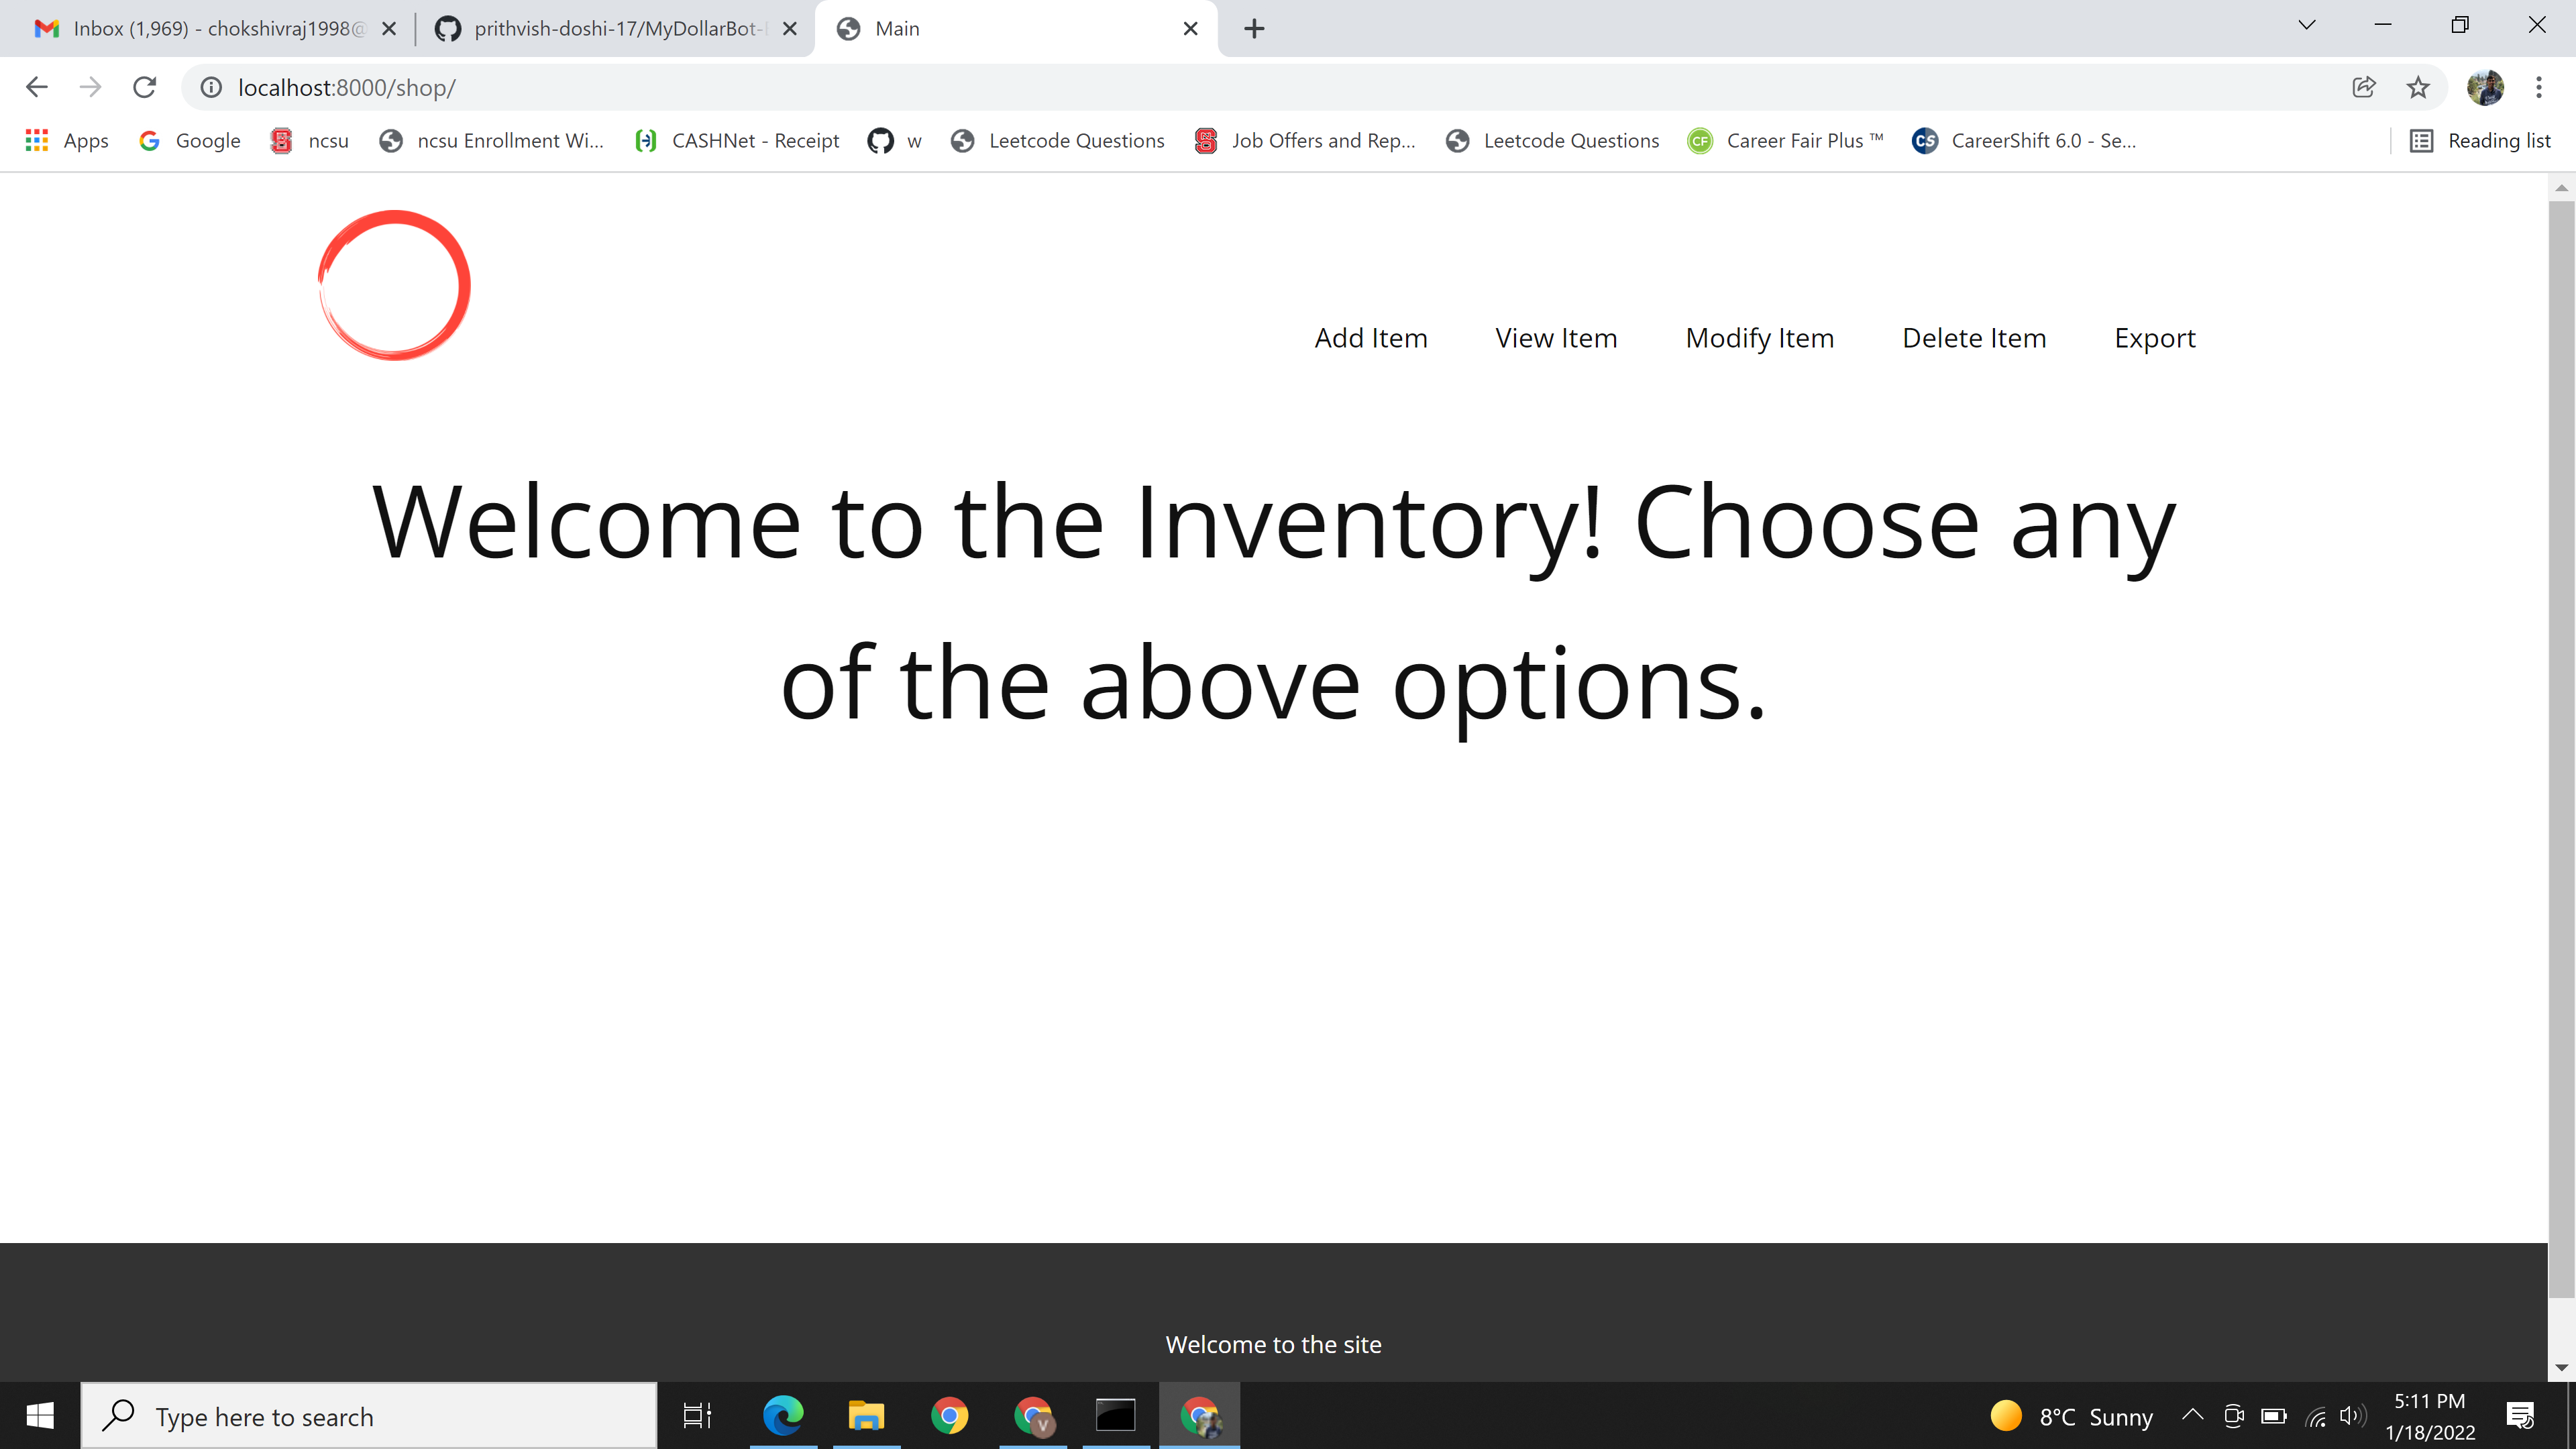 Inbox (1,969) - chokshivraj1998@
prithvish-doshi-17/MyDollarBot-
Main
localhost:8000/shop/
Apps
Google
ncsu
ncsu Enrollment Wi...
CASHNet - Receipt
w
Leetcode Questions
Job Offers and Rep...
Leetcode Questions
CF
Career Fair Plus ™
CS
CareerShift 6.0 - Se...
Reading list
Add Item
View Item
Modify Item
Delete Item
Export
Welcome to the Inventory! Choose any
of the above options.
Welcome to the site
Type here to search
V
8°C Sunny
5:11 PM
1/18/2022